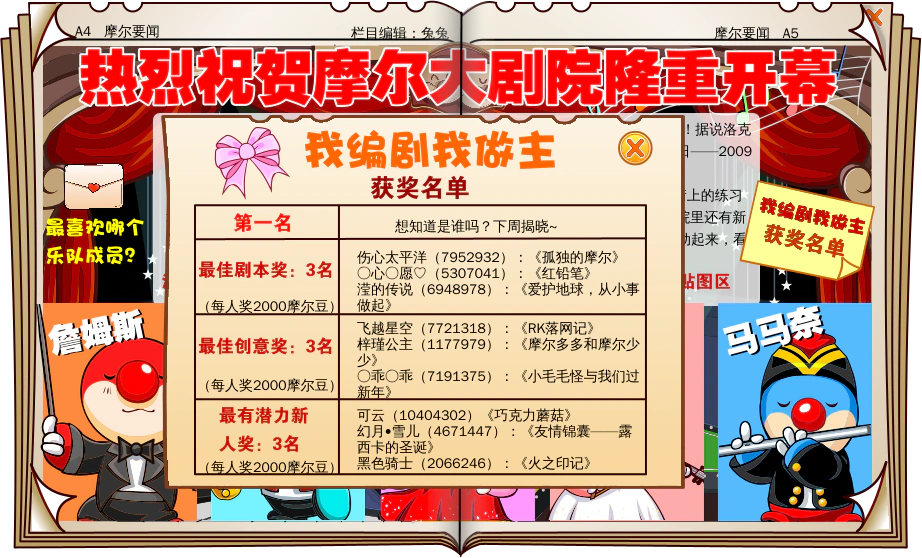 A4 摩尔要闻
栏目编辑：兔兔
摩尔要闻 A5
热烈祝贺摩尔大剧院隆重开幕
！据说洛克
——2009
上的练习
院里还有新
动起来，看
贴图区
最喜欢哪个
乐队成员？
我编剧我做主
获奖名单
我编剧我做主
获奖名单
第一名
想知道是谁吗？下周揭晓~
最佳剧本奖：3名
（每人奖2000摩尔豆）
伤心太平洋（7952932）：《孤独的摩尔》
〇心〇愿♡（5307041）：《红铅笔》
滢的传说（6948978）：《爱护地球，从小事
做起》
最佳创意奖：3名
（每人奖2000摩尔豆）
飞越星空（7721318）：《RK落网记》
梓瑾公主（1177979）：《摩尔多多和摩尔少
少》
〇乖〇乖（7191375）：《小毛毛怪与我们过
新年》
最有潜力新
人奖：3名
（每人奖2000摩尔豆）
可云（10404302）《巧克力蘑菇》
幻月•雪儿（4671447）：《友情锦囊——露
西卡的圣诞》
黑色骑士（2066246）：《火之印记》
詹姆斯
马马奈